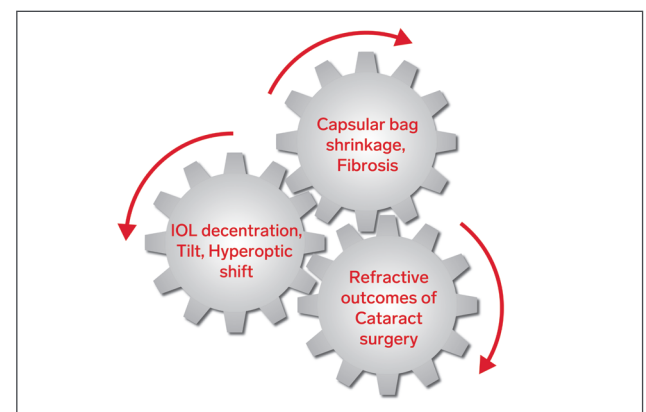 Capsular bag
shrinkage,
Fibrosis
IOL decentration,
Tilt, Hyperoptic
shift
Refractive
outcomes of
Cataract
surgery